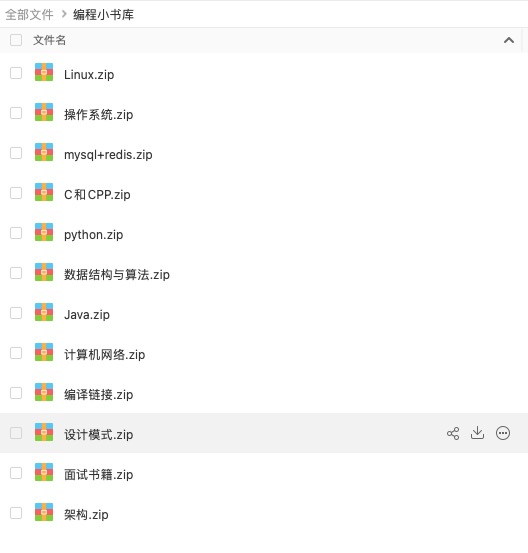 全部文件 > 编程小书库
文件名
Linux.zip
操作系统.zip
mysql+redis.zip
C和CPP.zip
python.zip
数据结构与算法.zip
Java.zip
计算机网络.zip
编译链接.zip
设计模式.zip
面试书籍.zip
架构.zip